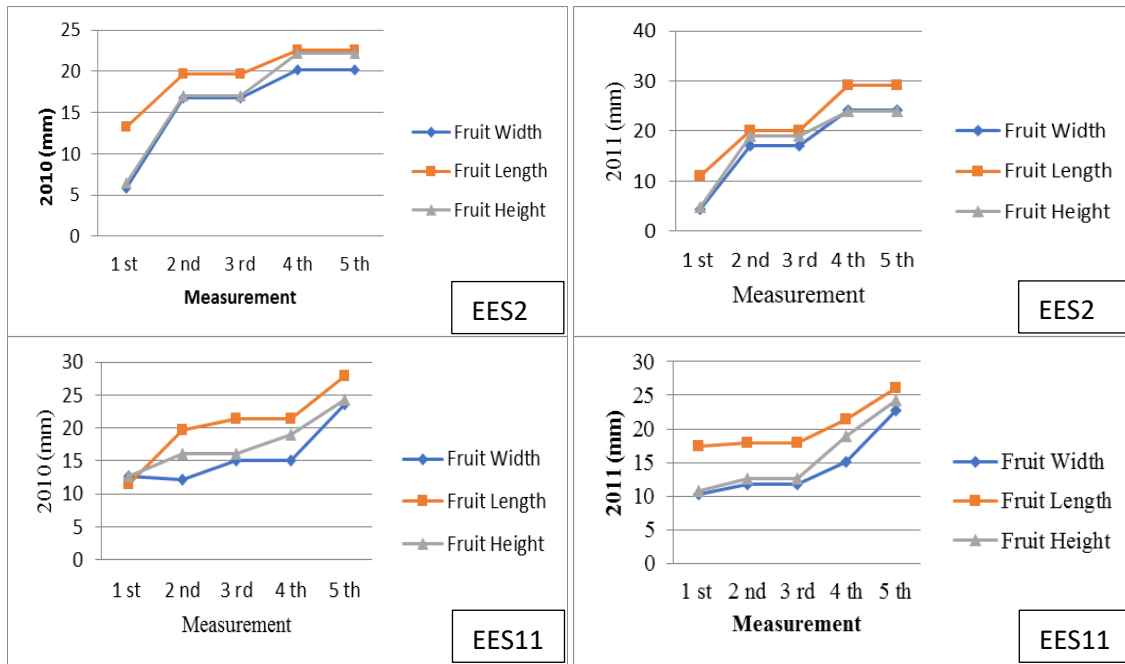 25
20
15
10
5
0
2010 (mm)
1 st 2 nd 3 rd 4 th 5 th
Measurement
Fruit Width
Fruit Length
Fruit Height
EES2
40
30
20
10
0
2011 (mm)
1 st 2 nd 3 rd 4 th 5 th
Measurement
Fruit Width
Fruit Length
Fruit Height
EES2
30
25
20
15
10
5
0
2010 (mm)
1 st 2 nd 3 rd 4 th 5 th
Measurement
Fruit Width
Fruit Length
Fruit Height
EES11
30
25
20
15
10
5
0
2011 (mm)
1 st 2 nd 3 rd 4 th 5 th
Measurement
Fruit Width
Fruit Length
Fruit Height
EES11